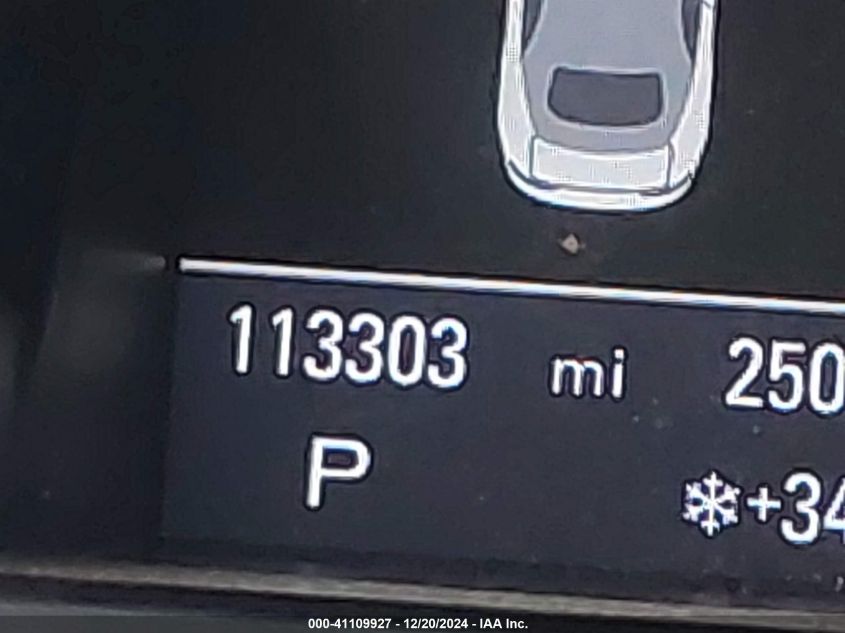 113303 mi 250
P ❄+34
000-41109927 - 12/20/2024 - IAA Inc.